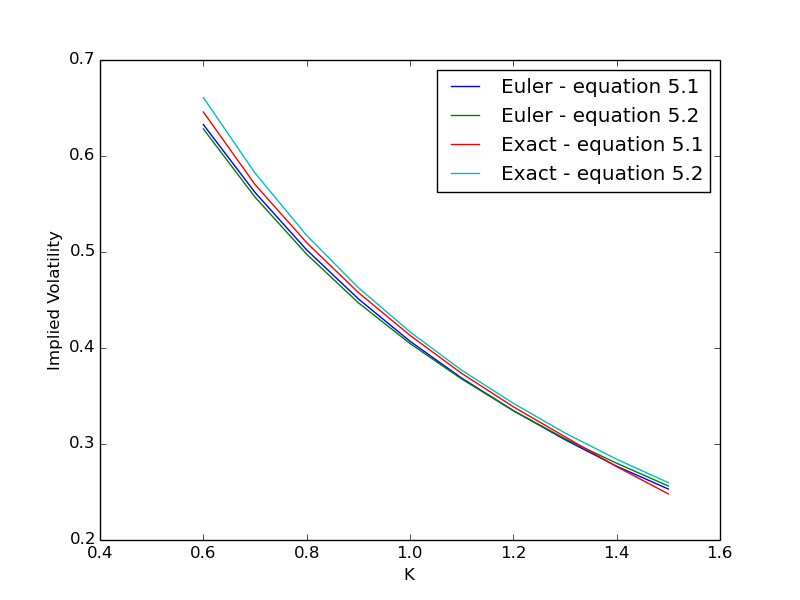 0.7
0.6
0.5
0.4
0.3
0.2
Implied Volatility
Euler - equation 5.1
Euler - equation 5.2
Exact - equation 5.1
Exact - equation 5.2
0.4 0.6 0.8 1.0 1.2 1.4 1.6
K